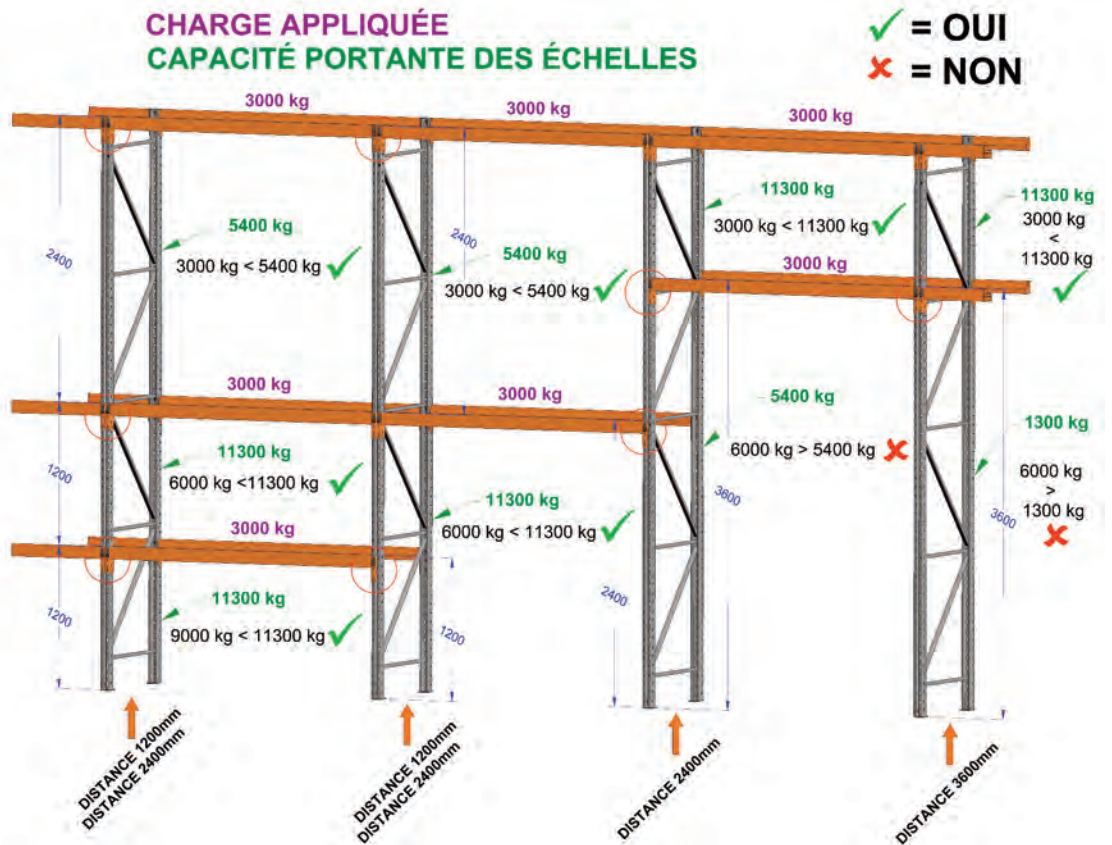 CHARGE APPLIQUÉE
CAPACITÉ PORTANTE DES ÉCHELLES
= OUI
= NON
3000 kg
3000 kg
3000 kg
2400
5400 kg
3000 kg < 5400 kg
2400
5400 kg
3000 kg < 5400 kg
11300 kg
3000 kg < 11300 kg
11300 kg
3000 kg
<
11300 kg
3000 kg
3000 kg
3000 kg
1200
11300 kg
6000 kg <11300 kg
11300 kg
6000 kg < 11300 kg
5400 kg
6000 kg > 5400 kg
3600
1300 kg
6000 kg
>
1300 kg
3600
3000 kg
1200
11300 kg
9000 kg < 11300 kg
1200
2400
DISTANCE 1200mm
DISTANCE 2400mm
DISTANCE 1200mm
DISTANCE 2400mm
DISTANCE 2400mm
DISTANCE 3600mm